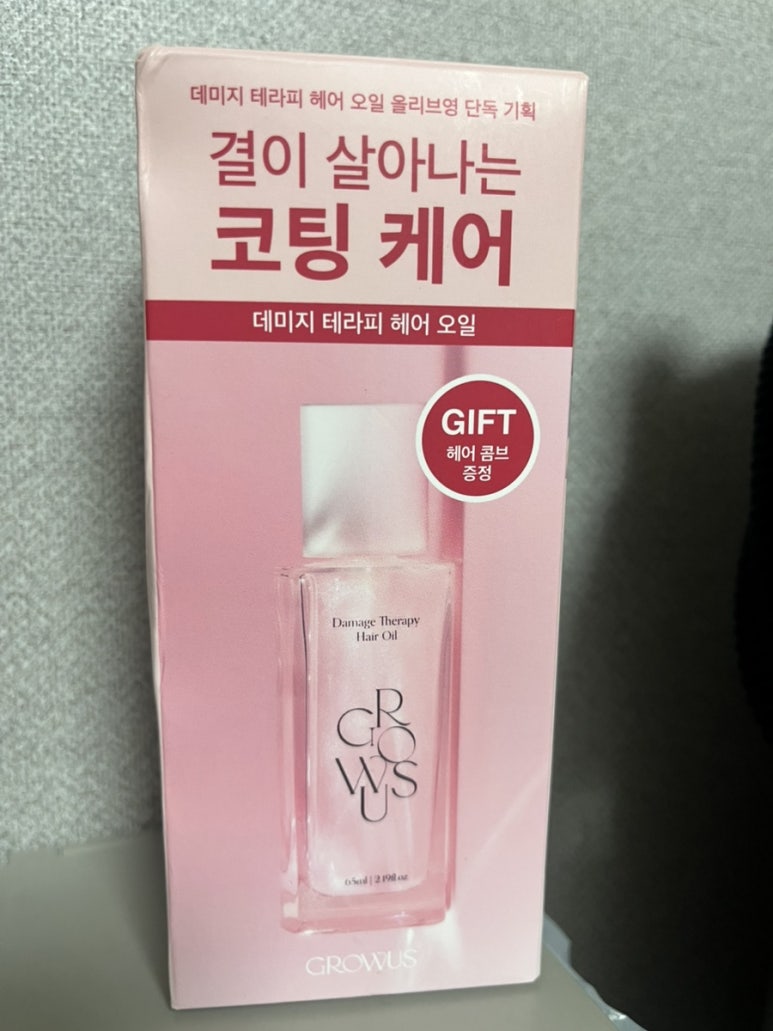 데미지 테라피 헤어 오일 올리브영 단독 기획
결이 살아나는
코팅 케어
데미지 테라피 헤어 오일
GIFT
헤어 콤브
증정
Damage Therapy
Hair Oil
GROWUS
65ml | 2.198 oz
GROWUS